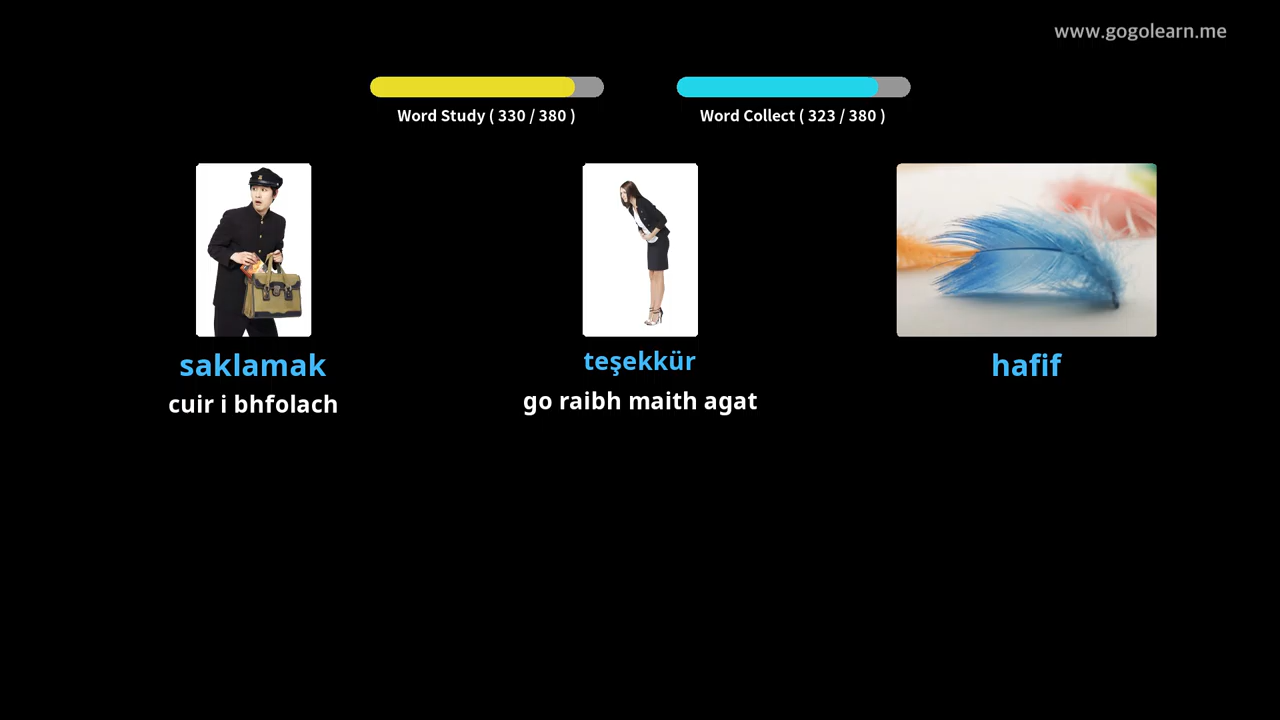 www.gogolearn.me
Word Study ( 330 / 380 )
Word Collect ( 323 / 380 )
saklamak
cuir i bhfolach
teşekkür
go raibh maith agat
hafif